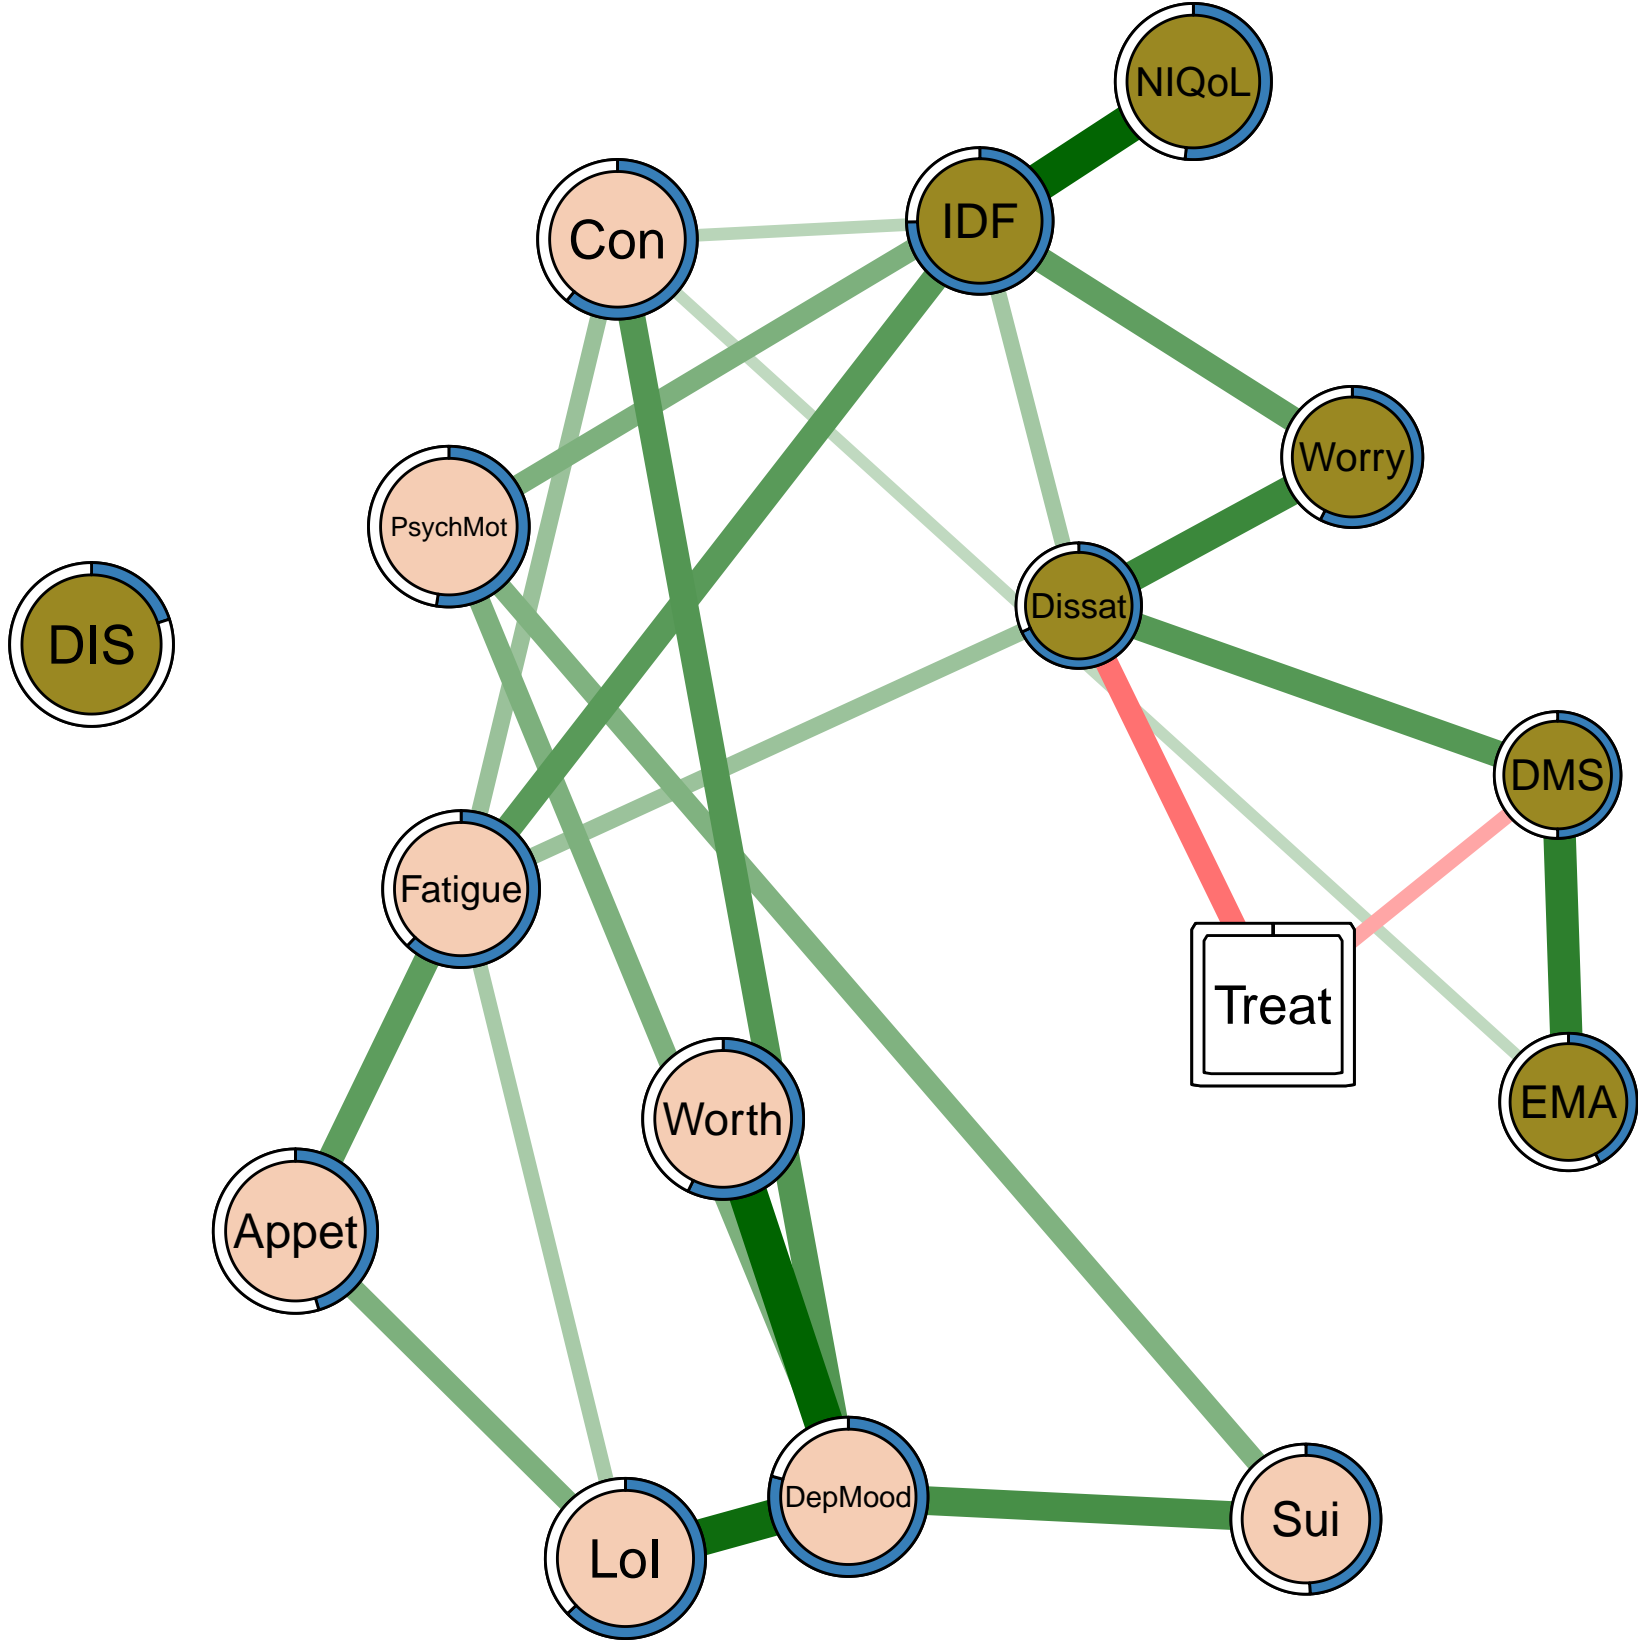 NIQoL
IDF
Con
Worry
PsychMot
Dissat
DIS
DMS
Fatigue
Treat
EMA
Worth
Appet
DepMood
Sui
LoI